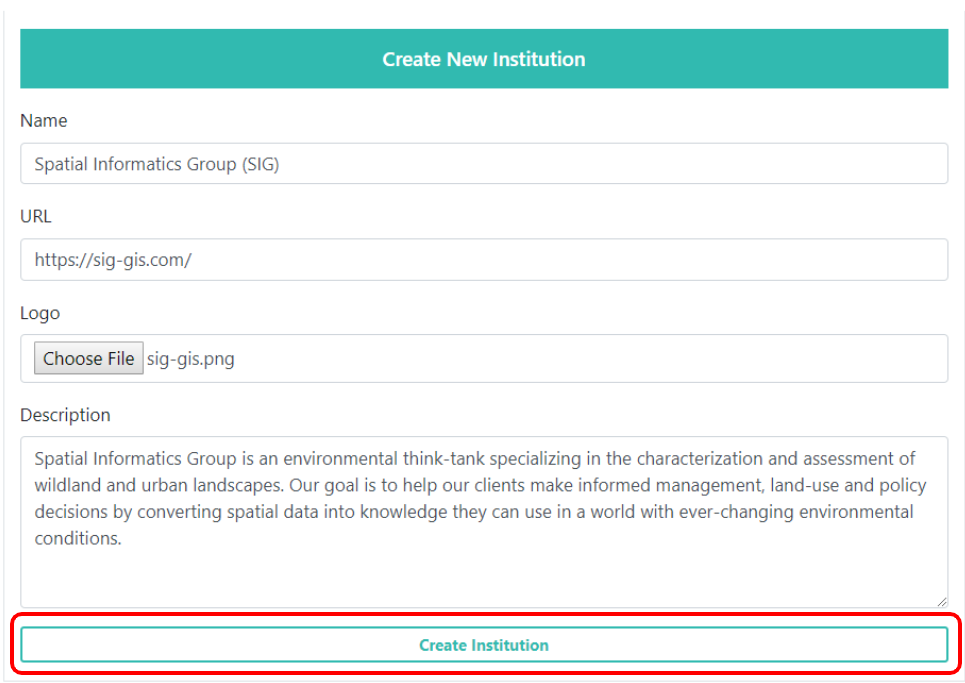 Create New Institution
Name
Spatial Informatics Group (SIG)
URL
https://sig-gis.com/
Logo
Choose File sig-gis.png
Description
Spatial Informatics Group is an environmental think-tank specializing in the characterization and assessment of
wildland and urban landscapes. Our goal is to help our clients make informed management, land-use and policy
decisions by converting spatial data into knowledge they can use in a world with ever-changing environmental
conditions.
Create Institution